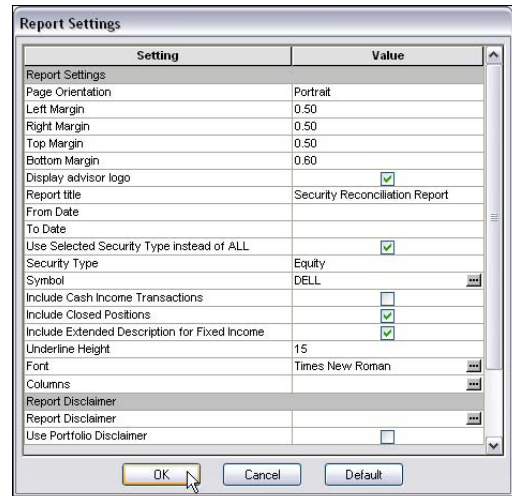 Report Settings
Setting Value
Report Settings
Page Orientation Portrait
Left Margin 0.50
Right Margin 0.50
Top Margin 0.50
Bottom Margin 0.60
Display advisor logo
Report title Security Reconciliation Report
From Date
To Date
Use Selected Security Type instead of ALL
Security Type Equity
Symbol DELL ...
Include Cash Income Transactions
Include Closed Positions
Include Extended Description for Fixed Income
Underline Height 15
Font Times New Roman ...
Columns ...
Report Disclaimer
Report Disclaimer ...
Use Portfolio Disclaimer
OK Cancel Default